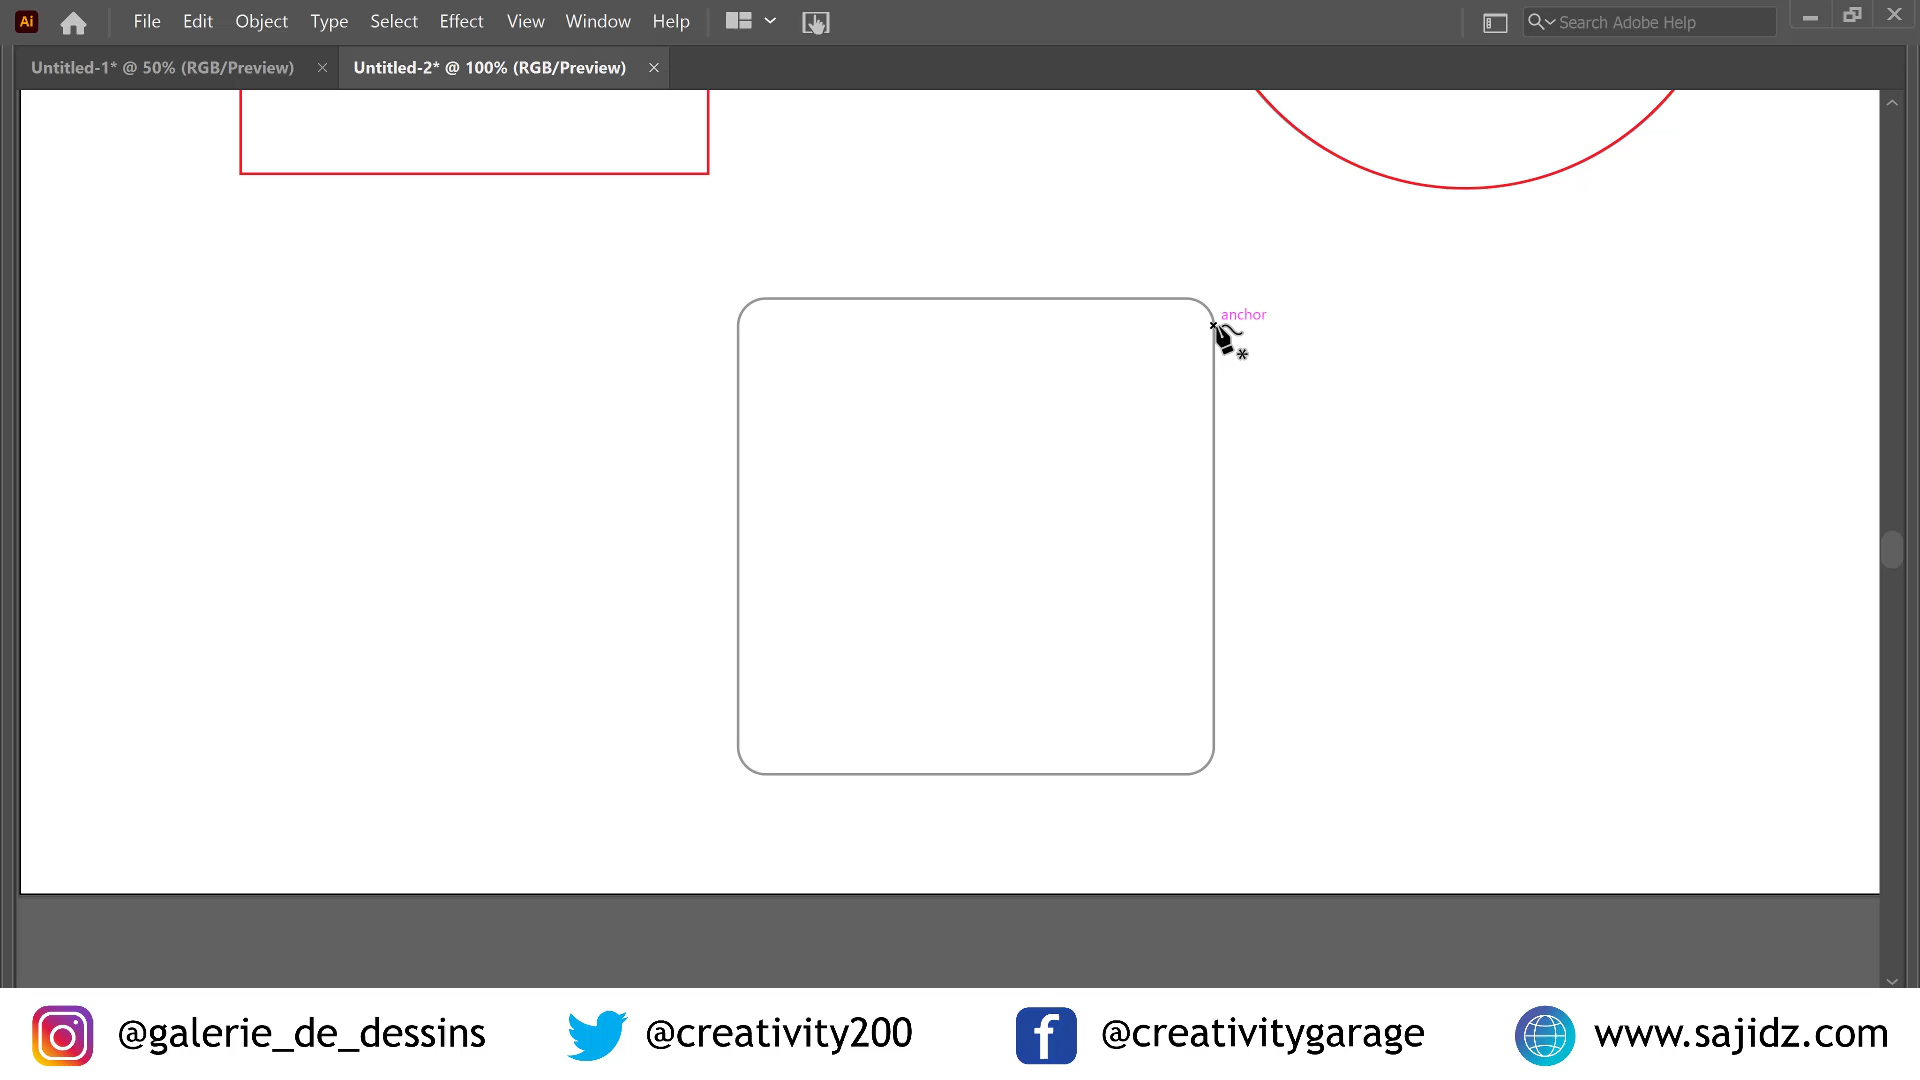 Ai File Edit Object Type Select Effect View Window Help Search Adobe Help
Untitled-1* @ 50% (RGB/Preview) Untitled-2* @ 100% (RGB/Preview)
anchor
@galerie_de_dessins @creativity200 @creativitygarage www.sajidz.com